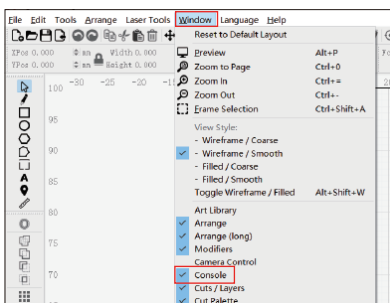 File Edit Tools Arrange Laser Tools Window Language Help
XPos 0.000 mm Width 0.000
YPos 0.000 mm Height 0.000
-30 -25 -20
100
95
90
85
80
75
70
Reset to Default Layout
Preview Alt+P
Zoom to Page Ctrl+0
Zoom In Ctrl+=
Zoom Out Ctrl+-
Frame Selection Ctrl+Shift+A
View Style:
- Wireframe / Coarse
- Wireframe / Smooth
- Filled / Coarse
- Filled / Smooth
Toggle Wireframe / Filled Alt+Shift+W
Art Library
Arrange
Arrange (long)
Modifiers
Camera Control
Console
Cuts / Layers
Cut Palette